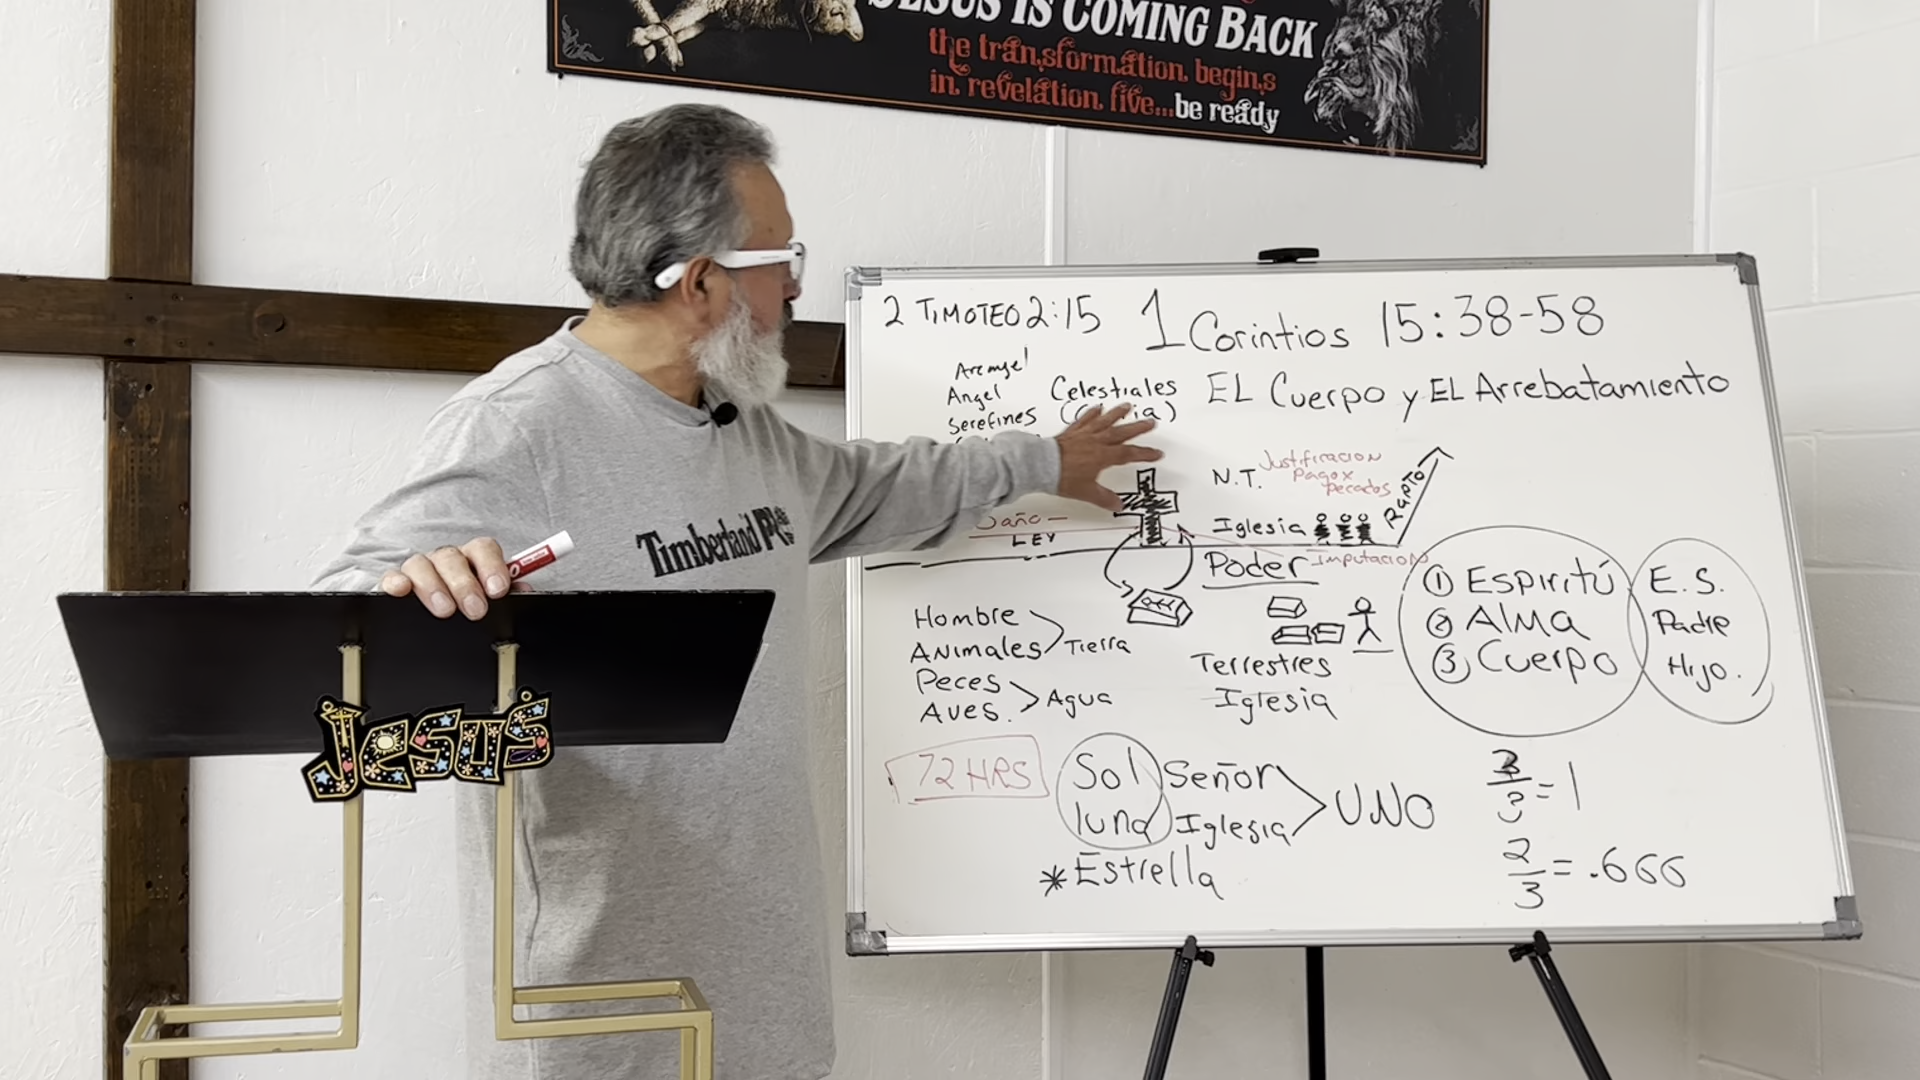 JESUS IS COMING BACK
the transformation begins
in revelation five...be ready
2 TIMOTEO 2:15
1 Corintios 15:38-58
Arcangel
Angel
Serefines
Celestiales
EL Cuerpo y EL Arrebatamiento
N.T.
Justificacion
Pago x
pecados
Rapto
Iglesia
Daño
LEY
Poder
Imputacion
Hombre
Animales
Tierra
Peces
Aves.
Agua
Terrestres
Iglesia
① Espiritú
② Alma
③ Cuerpo
E.S.
Padre
Hijo.
72 HRS
Sol
luna
Señor
Iglesia
UNO
* Estrella
3/3 = 1
2/3 = .666
Timberland PR
Jesus